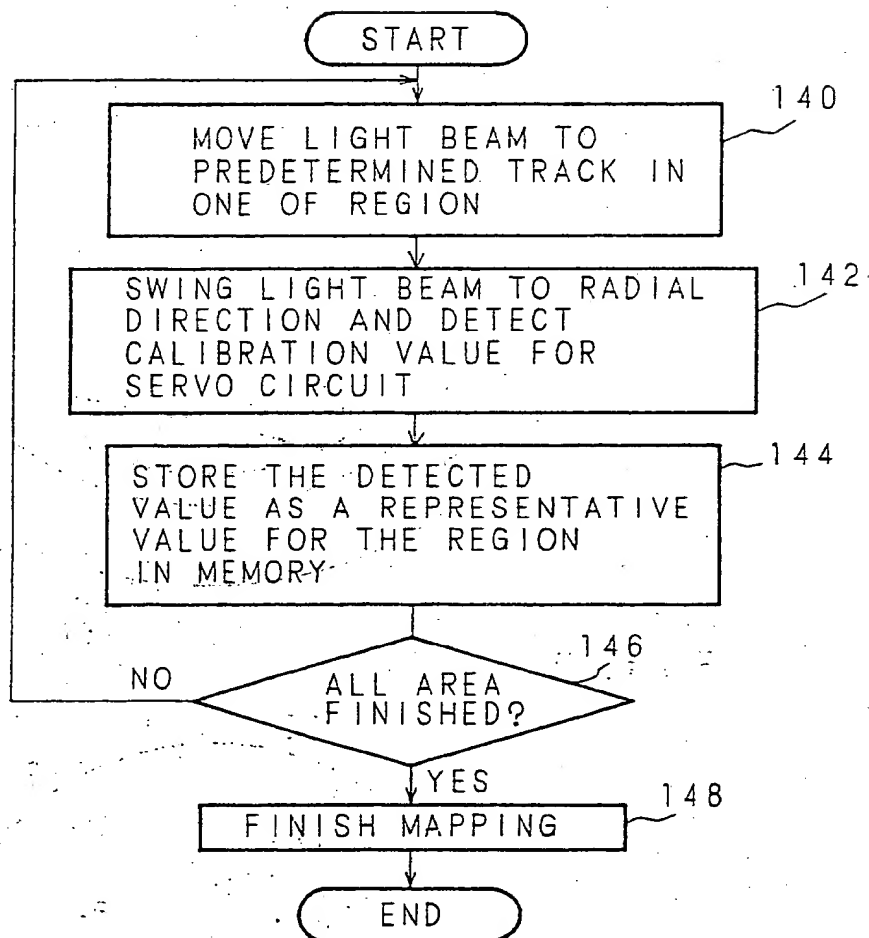 START
140
MOVE LIGHT BEAM TO
PREDETERMINED TRACK IN
ONE OF REGION
142
SWING LIGHT BEAM TO RADIAL
DIRECTION AND DETECT
CALIBRATION VALUE FOR
SERVO CIRCUIT
144
STORE THE DETECTED
VALUE AS A REPRESENTATIVE
VALUE FOR THE REGION
IN MEMORY
146
NO
ALL AREA
FINISHED?
YES
148
FINISH MAPPING
END